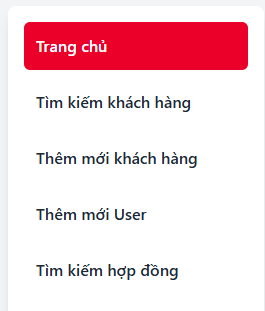 Trang chủ
Tìm kiếm khách hàng
Thêm mới khách hàng
Thêm mới User
Tìm kiếm hợp đồng